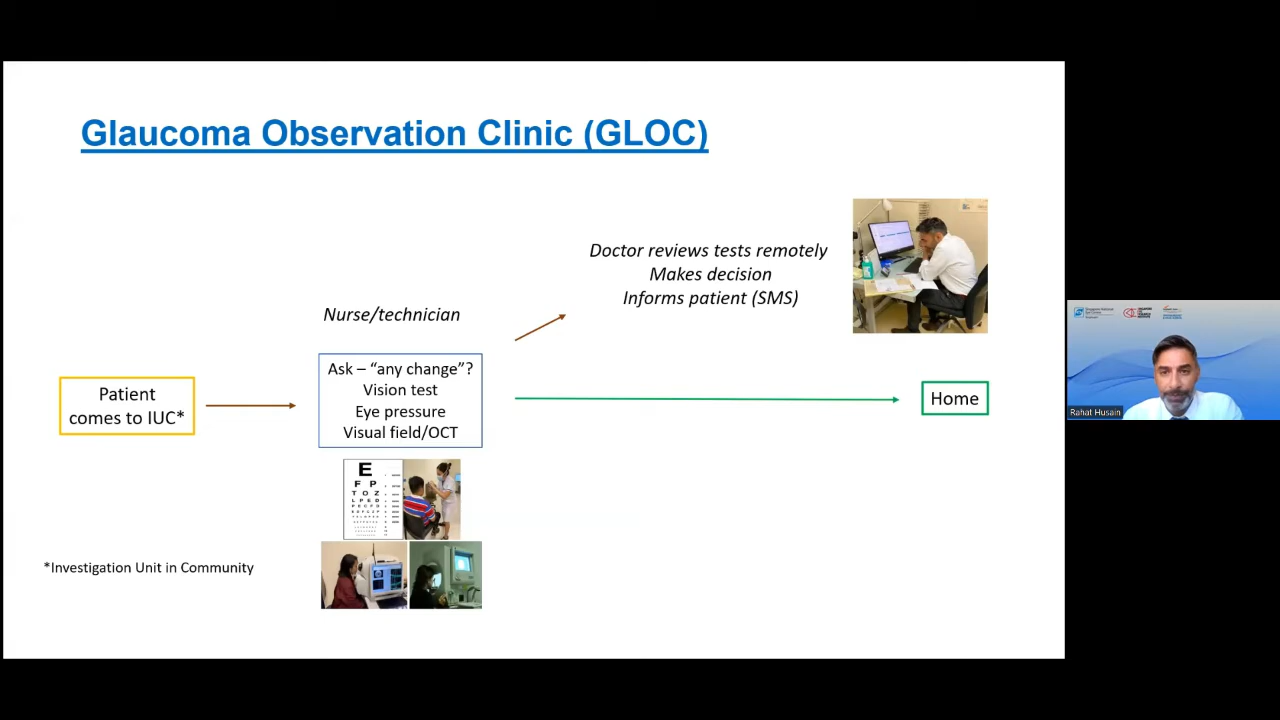 Glaucoma Observation Clinic (GLOC)
Doctor reviews tests remotely
Makes decision
Informs patient (SMS)
Nurse/technician
Ask – “any change”?
Vision test
Eye pressure
Visual field/OCT
Patient
comes to IUC*
Home
E
F P
T O Z
L P E D
P E C F D
E D F C Z P
*Investigation Unit in Community
Rahat Husain